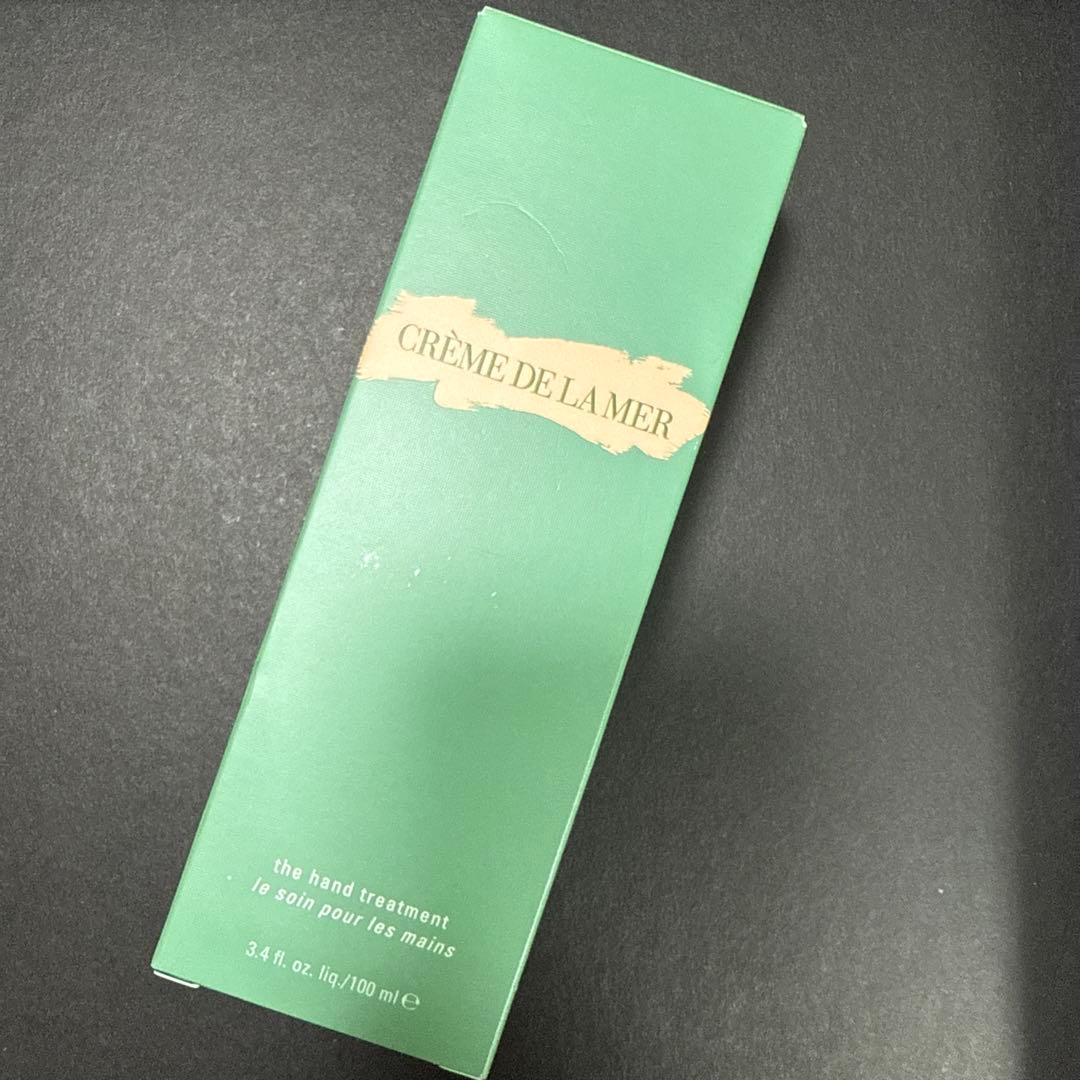 CRÈME DE LA MER
the hand treatment
le soin pour les mains
3.4 fl. oz. liq./100 ml ℮